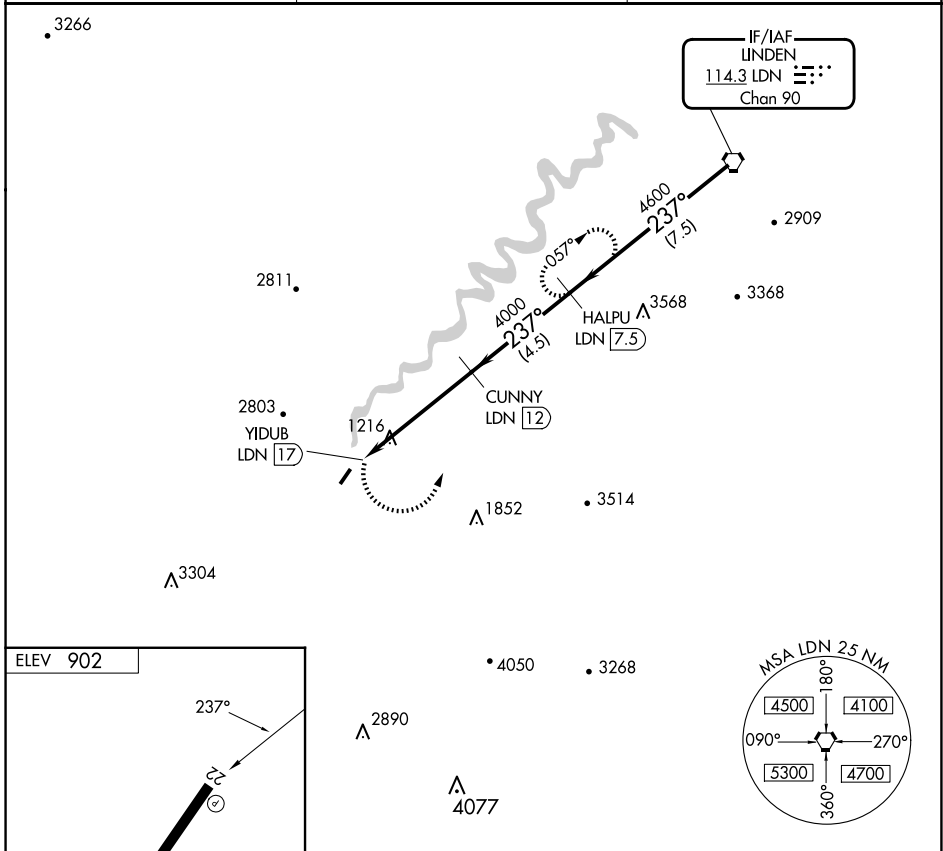 3266
IF/IAF
LINDEN
114.3 LDN
Chan 90
4600
237°
(7.5)
2909
057°
2811
3368
3568
HALPU
LDN 7.5
4000
237°
(4.5)
CUNNY
LDN 12
2803
1216
YIDUB
LDN 17
1852
3514
3304
ELEV 902
237°
22
P
4050
3268
2890
4077
MSA LDN 25 NM
180°
4500
4100
090°
270°
5300
4700
360°